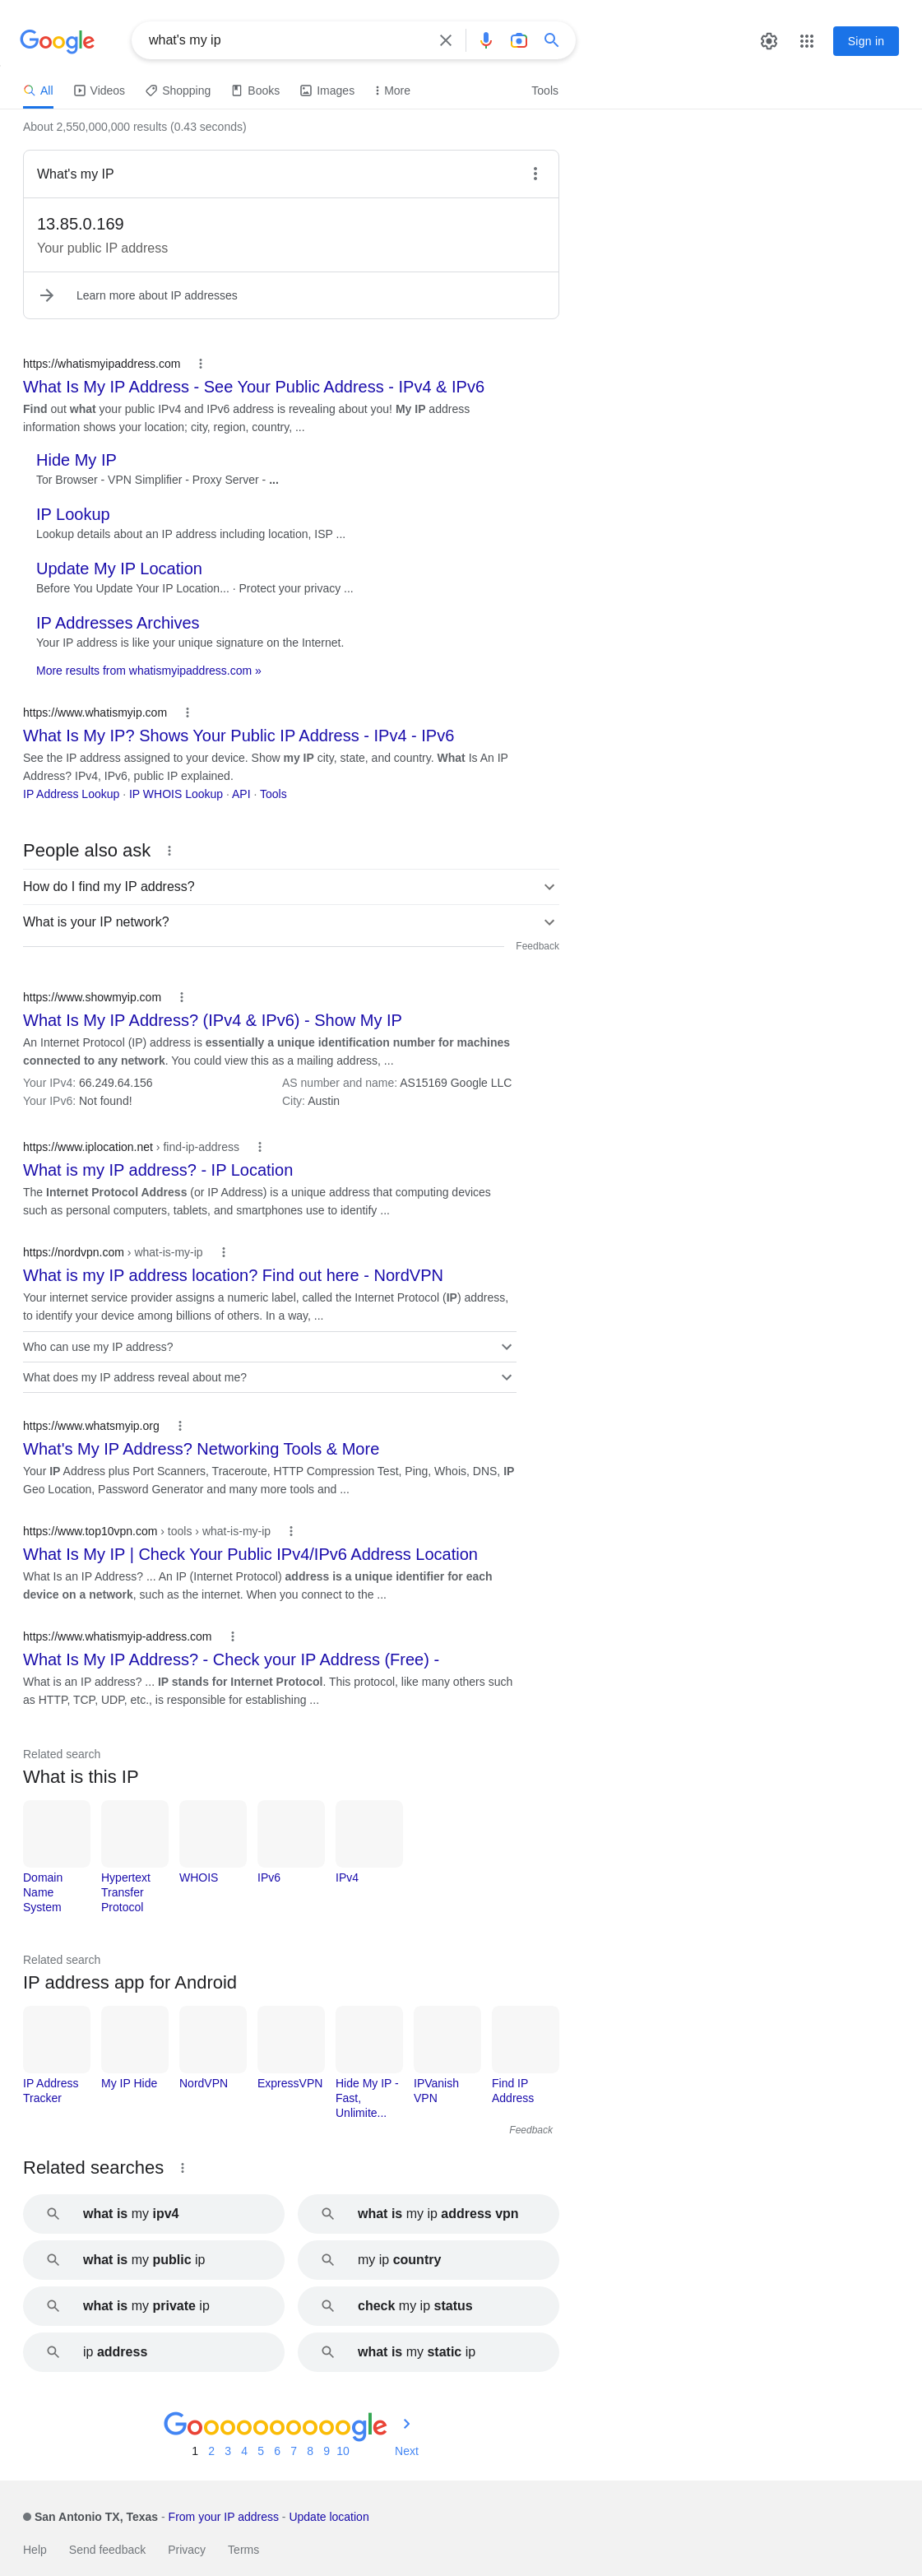 Google
what's my ip
Sign in
All Videos Shopping Books Images More Tools
About 2,550,000,000 results (0.43 seconds)
What's my IP
13.85.0.169
Your public IP address
Learn more about IP addresses
https://whatismyipaddress.com
What Is My IP Address - See Your Public Address - IPv4 & IPv6
Find out what your public IPv4 and IPv6 address is revealing about you! My IP address
information shows your location; city, region, country, ...
Hide My IP
Tor Browser - VPN Simplifier - Proxy Server - ...
IP Lookup
Lookup details about an IP address including location, ISP ...
Update My IP Location
Before You Update Your IP Location... · Protect your privacy ...
IP Addresses Archives
Your IP address is like your unique signature on the Internet.
More results from whatismyipaddress.com »
https://www.whatismyip.com
What Is My IP? Shows Your Public IP Address - IPv4 - IPv6
See the IP address assigned to your device. Show my IP city, state, and country. What Is An IP
Address? IPv4, IPv6, public IP explained.
IP Address Lookup · IP WHOIS Lookup · API · Tools
People also ask
How do I find my IP address?
What is your IP network?
Feedback
https://www.showmyip.com
What Is My IP Address? (IPv4 & IPv6) - Show My IP
An Internet Protocol (IP) address is essentially a unique identification number for machines
connected to any network. You could view this as a mailing address, ...
Your IPv4: 66.249.64.156 AS number and name: AS15169 Google LLC
Your IPv6: Not found! City: Austin
https://www.iplocation.net › find-ip-address
What is my IP address? - IP Location
The Internet Protocol Address (or IP Address) is a unique address that computing devices
such as personal computers, tablets, and smartphones use to identify ...
https://nordvpn.com › what-is-my-ip
What is my IP address location? Find out here - NordVPN
Your internet service provider assigns a numeric label, called the Internet Protocol (IP) address,
to identify your device among billions of others. In a way, ...
Who can use my IP address?
What does my IP address reveal about me?
https://www.whatsmyip.org
What's My IP Address? Networking Tools & More
Your IP Address plus Port Scanners, Traceroute, HTTP Compression Test, Ping, Whois, DNS, IP
Geo Location, Password Generator and many more tools and ...
https://www.top10vpn.com › tools › what-is-my-ip
What Is My IP | Check Your Public IPv4/IPv6 Address Location
What Is an IP Address? ... An IP (Internet Protocol) address is a unique identifier for each
device on a network, such as the internet. When you connect to the ...
https://www.whatismyip-address.com
What Is My IP Address? - Check your IP Address (Free) -
What is an IP address? ... IP stands for Internet Protocol. This protocol, like many others such
as HTTP, TCP, UDP, etc., is responsible for establishing ...
Related search
What is this IP
Domain Name System
Hypertext Transfer Protocol
WHOIS
IPv6
IPv4
Related search
IP address app for Android
IP Address Tracker
My IP Hide
NordVPN
ExpressVPN
Hide My IP - Fast, Unlimite...
IPVanish VPN
Find IP Address
Feedback
Related searches
what is my ipv4
what is my ip address vpn
what is my public ip
my ip country
what is my private ip
check my ip status
ip address
what is my static ip
Goooooooooogle
1 2 3 4 5 6 7 8 9 10 Next
San Antonio TX, Texas - From your IP address - Update location
Help Send feedback Privacy Terms